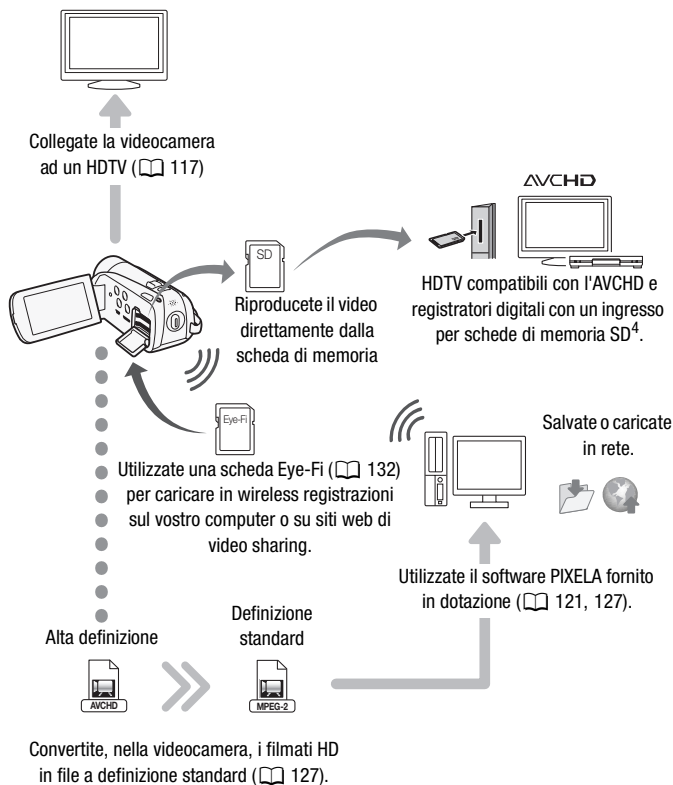 Collegate la videocamera
ad un HDTV ( 117)
AVCHD
SD
Riproducete il video
direttamente dalla
scheda di memoria
HDTV compatibili con l'AVCHD e
registratori digitali con un ingresso
per schede di memoria SD4.
Eye-Fi
Utilizzate una scheda Eye-Fi ( 132)
per caricare in wireless registrazioni
sul vostro computer o su siti web di
video sharing.
Salvate o caricate
in rete.
Utilizzate il software PIXELA fornito
in dotazione ( 121, 127).
Alta definizione
Definizione
standard
AVCHD
MPEG-2
Convertite, nella videocamera, i filmati HD
in file a definizione standard ( 127).